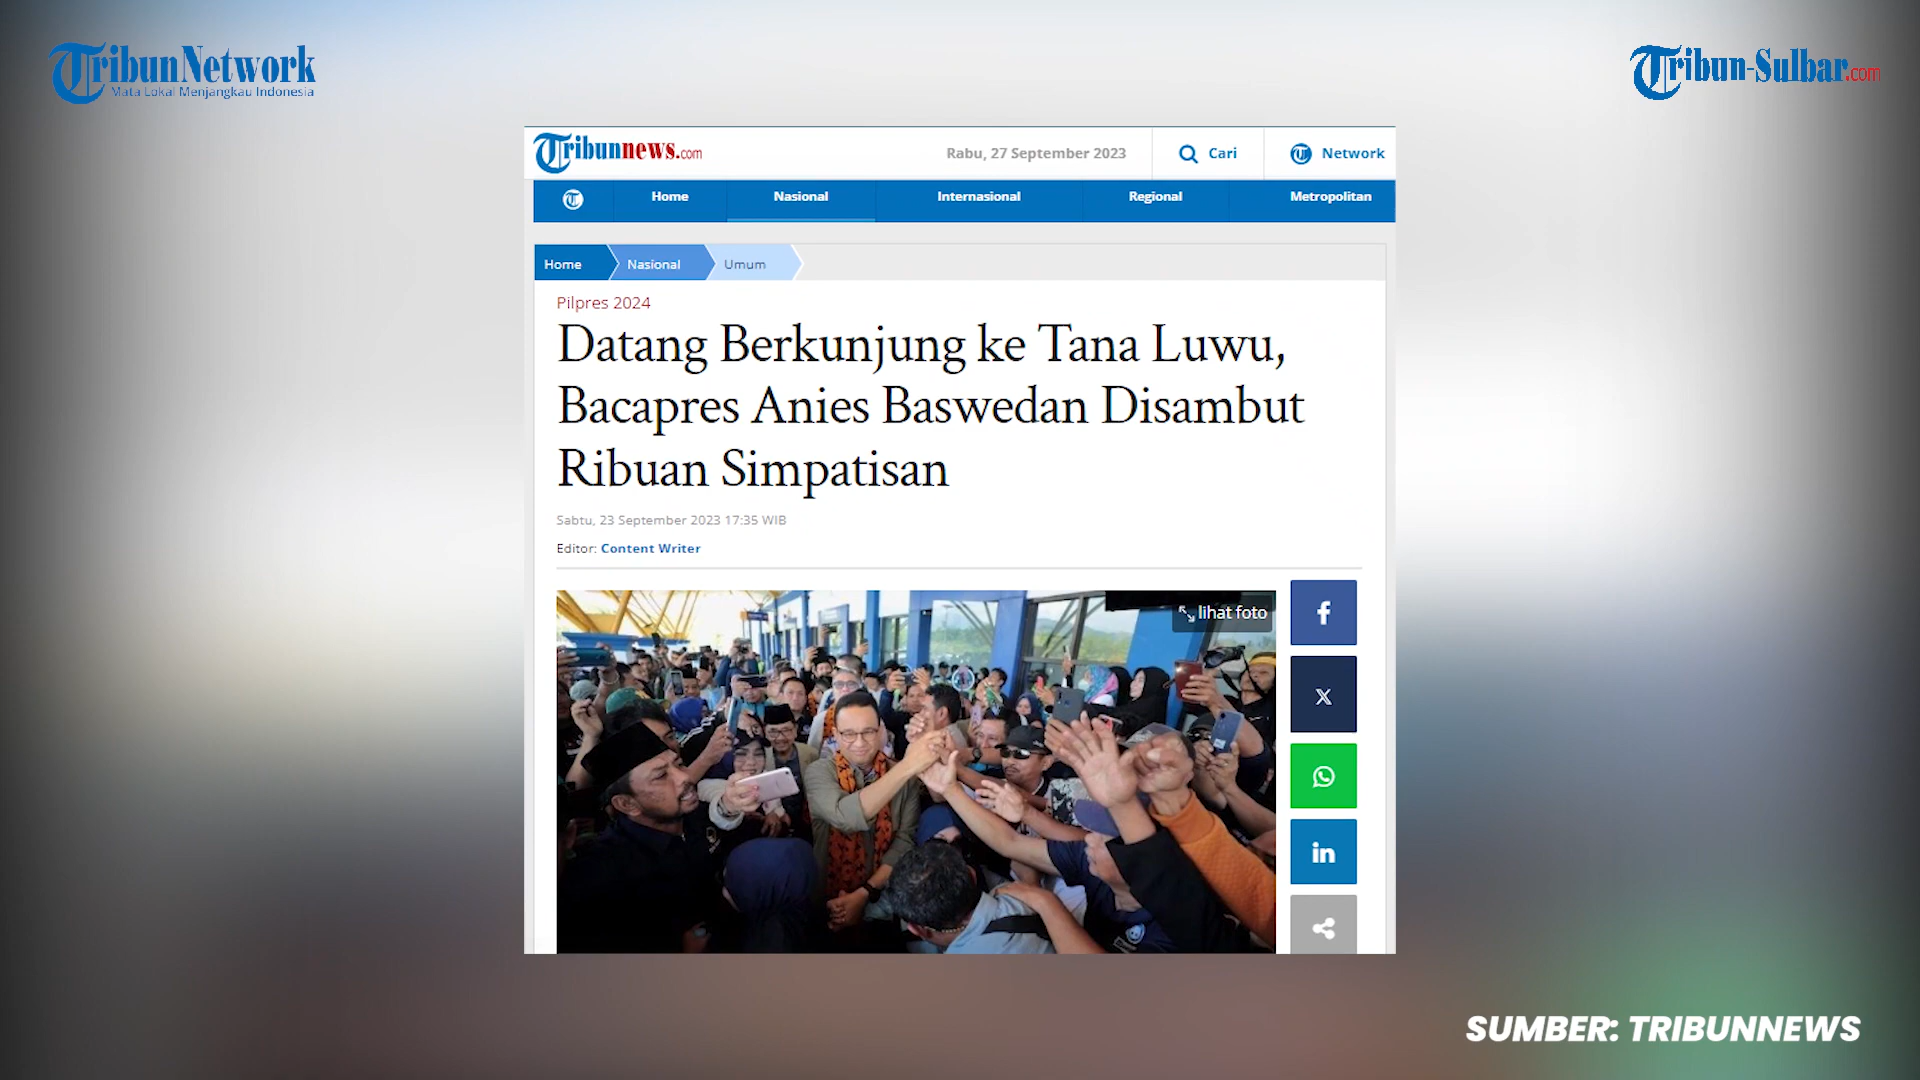 Tribun Network
Mata Lokal Menjangkau Indonesia
Tribun-Sulbar.com
Tribunnews.com
Rabu, 27 September 2023
Cari
Network
Home
Nasional
Internasional
Regional
Metropolitan
Home
Nasional
Umum
Pilpres 2024
Datang Berkunjung ke Tana Luwu,
Bacapres Anies Baswedan Disambut
Ribuan Simpatisan
Sabtu, 23 September 2023 17:35 WIB
Editor: Content Writer
lihat foto
SUMBER: TRIBUNNEWS